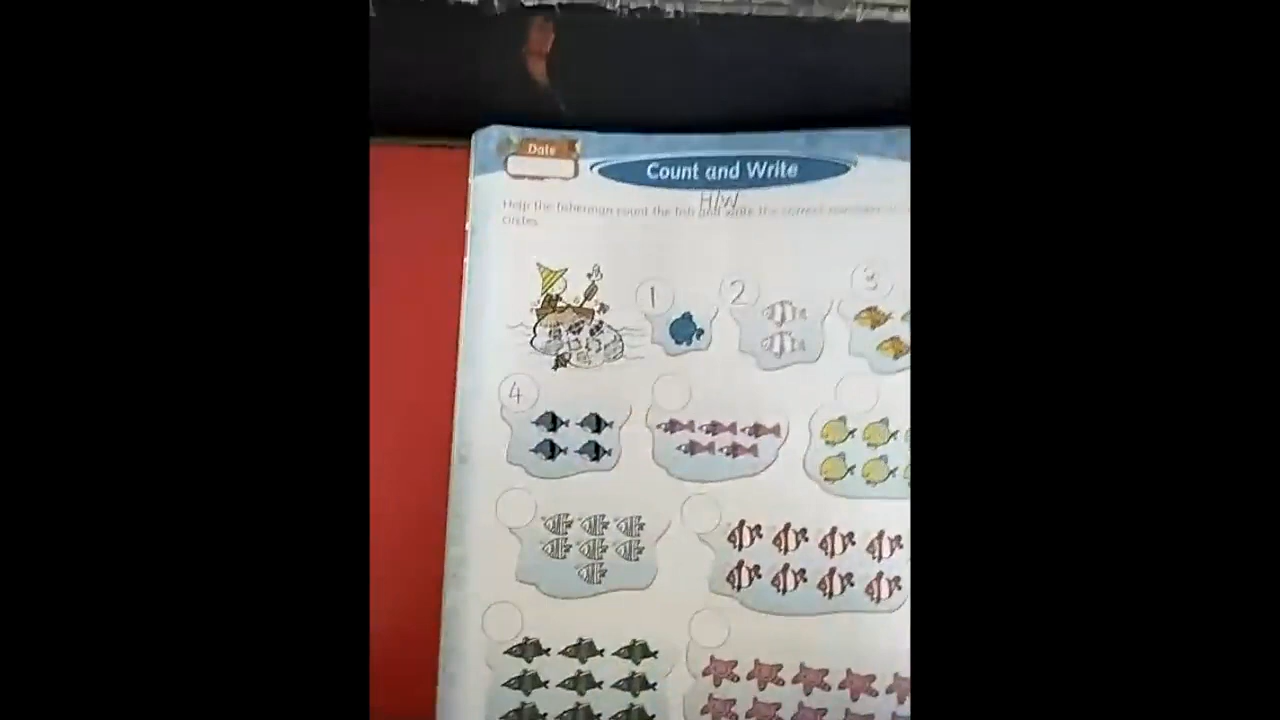 Date
Count and Write
H/W
Help the fisherman count the fish and write the correct numbers
circles.
1
2
3
4